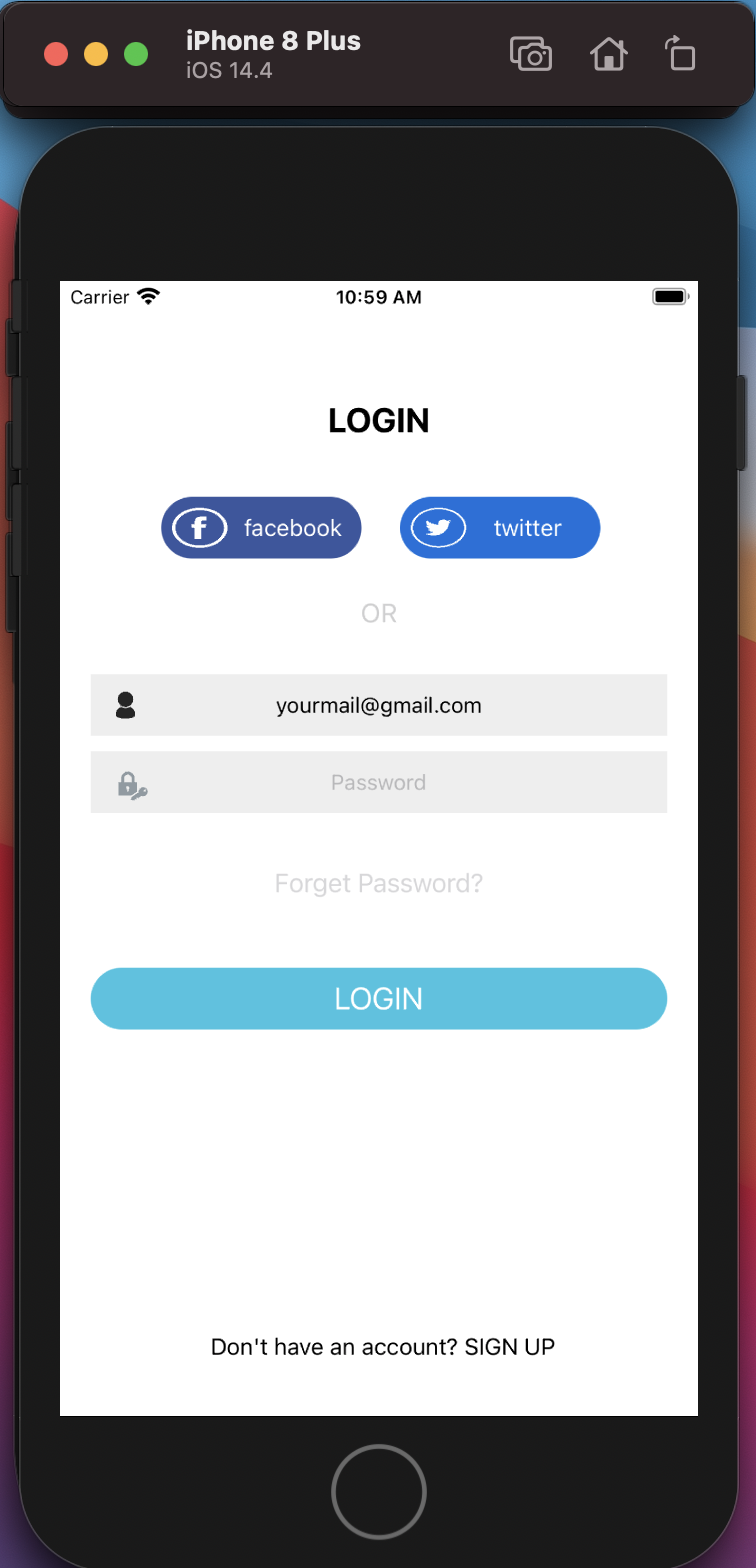 iPhone 8 Plus
iOS 14.4
Carrier 10:59 AM
LOGIN
facebook twitter
OR
yourmail@gmail.com
Password
Forget Password?
LOGIN
Don't have an account? SIGN UP